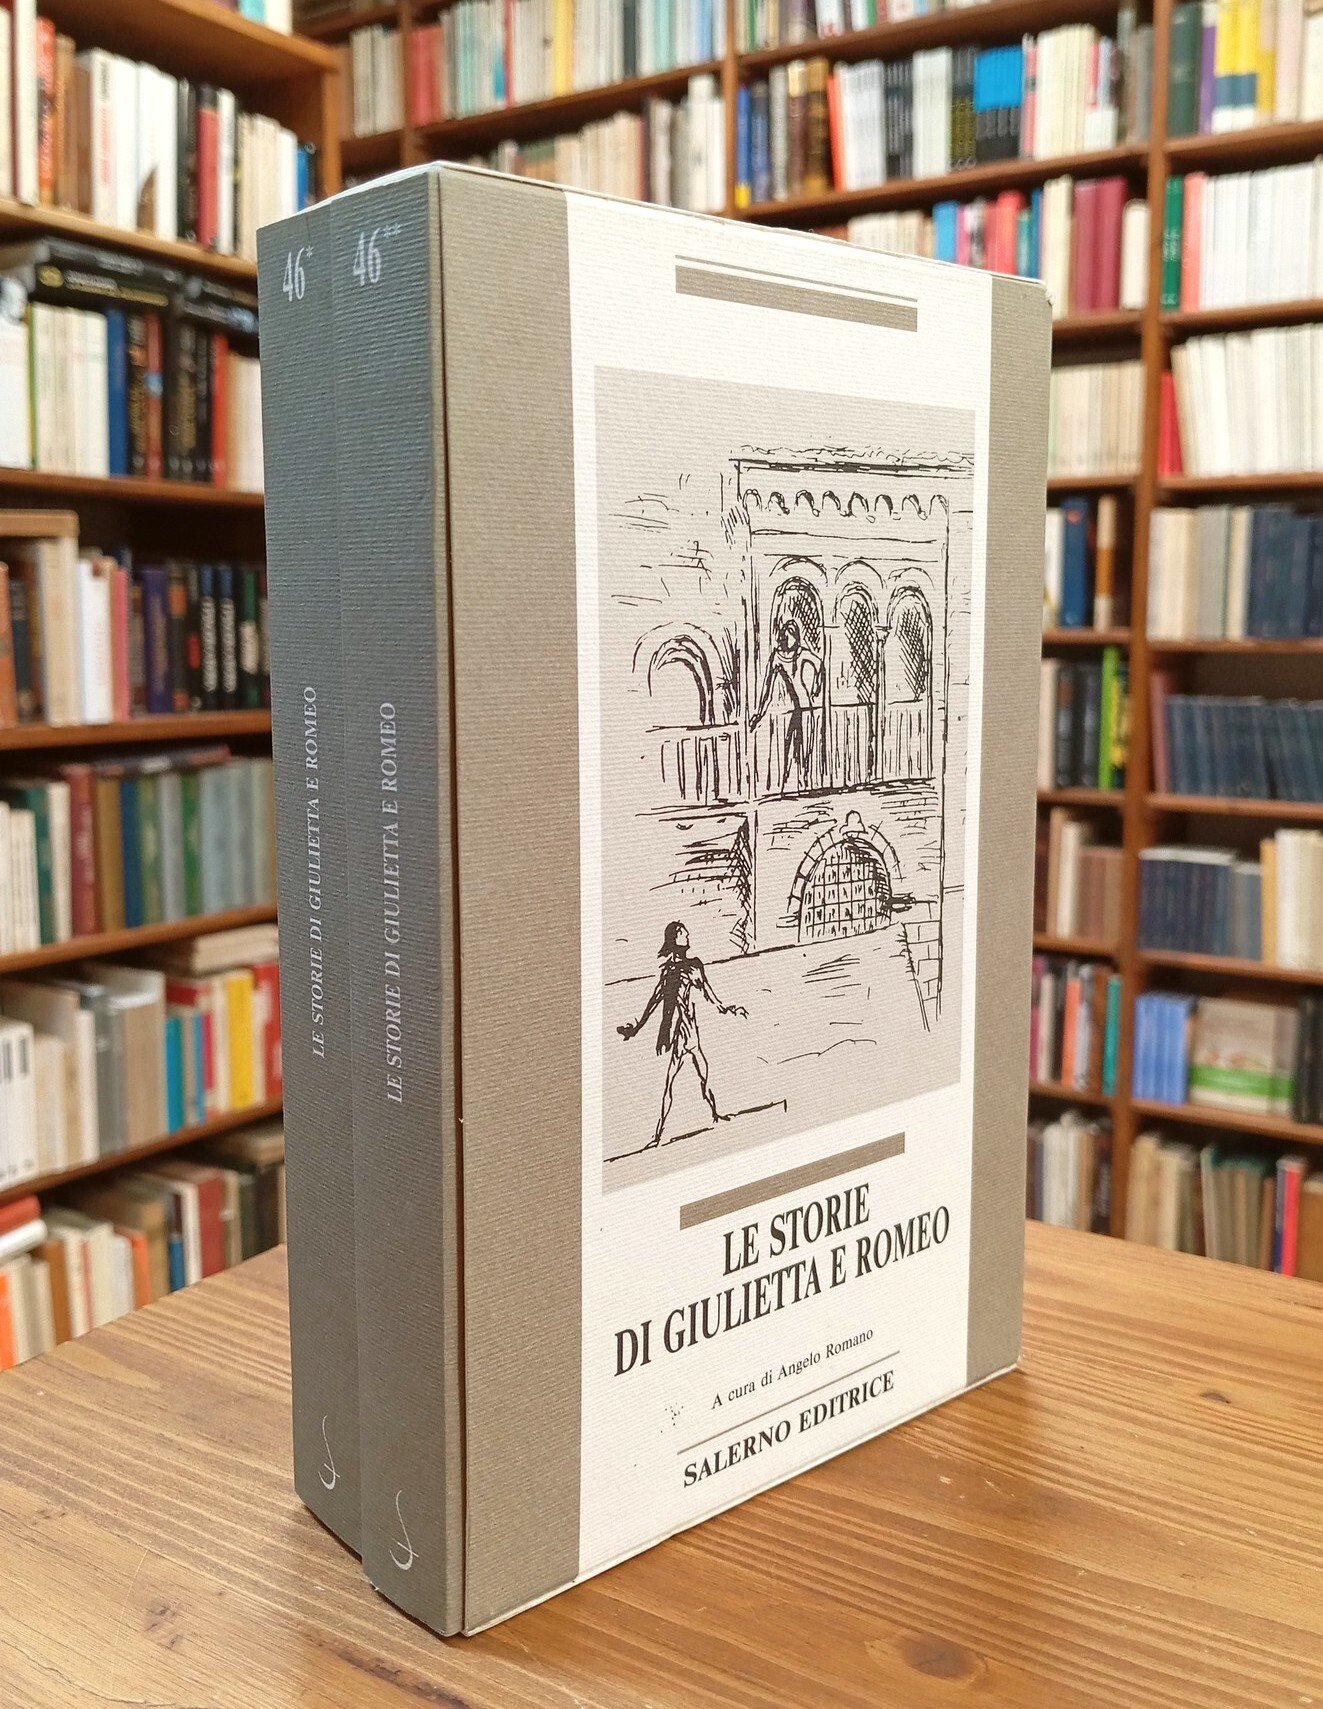 46*
46**
LE STORIE DI GIULIETTA E ROMEO
LE STORIE DI GIULIETTA E ROMEO
LE STORIE
DI GIULIETTA E ROMEO
A cura di Angelo Romano
SALERNO EDITRICE